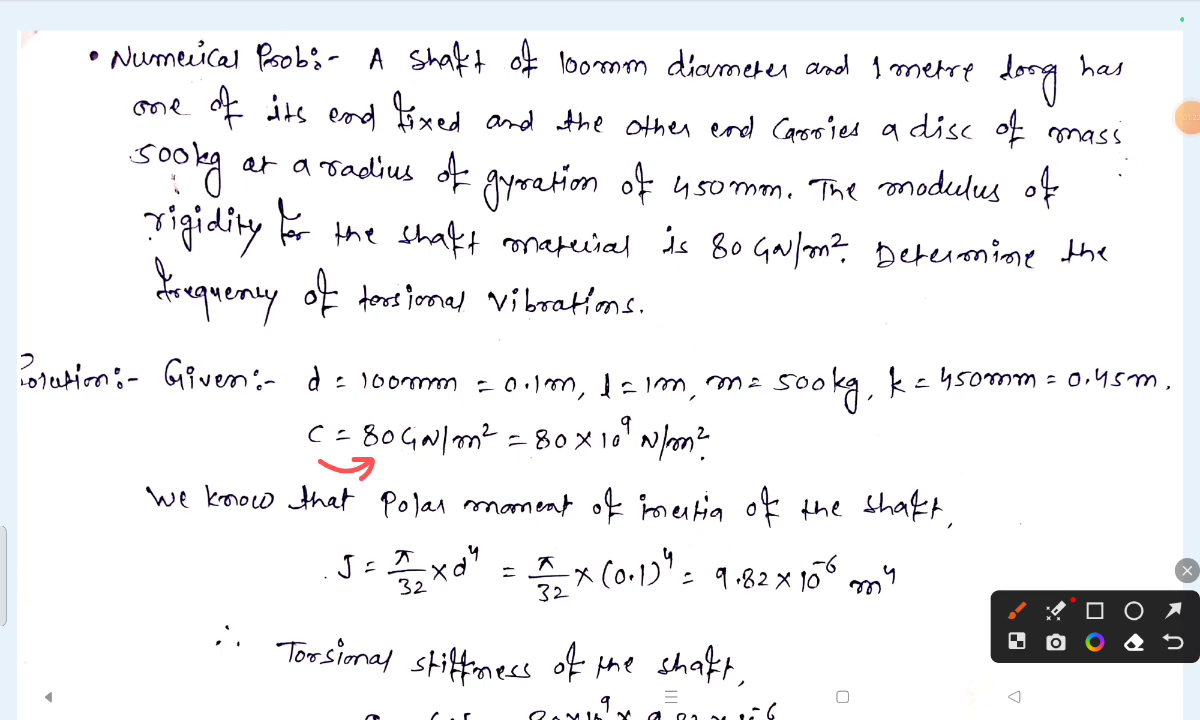 • Numerical Prob:- A shaft of 100mm diameter and 1 metre long has
one of its end fixed and the other end carries a disc of mass
500kg at a radius of gyration of 450mm. The modulus of
rigidity for the shaft material is 80 GN/m². Determine the
frequency of torsional vibrations.
Solution:- Given:- d = 100mm = 0.1m, l = 1m, m = 500kg, k = 450mm = 0.45m.
C = 80GN/m² = 80×10⁹ N/m².
We know that Polar moment of inertia of the shaft,
J = π/32 × d⁴ = π/32 × (0.1)⁴ = 9.82×10⁻⁶ m⁴
∴ Torsional stiffness of the shaft,